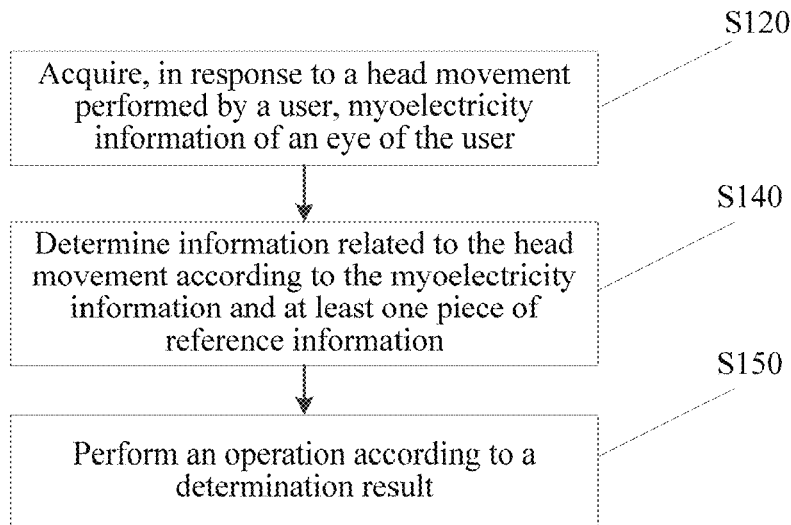 S120
Acquire, in response to a head movement
performed by a user, myoelectricity
information of an eye of the user
S140
Determine information related to the head
movement according to the myoelectricity
information and at least one piece of
reference information
S150
Perform an operation according to a
determination result